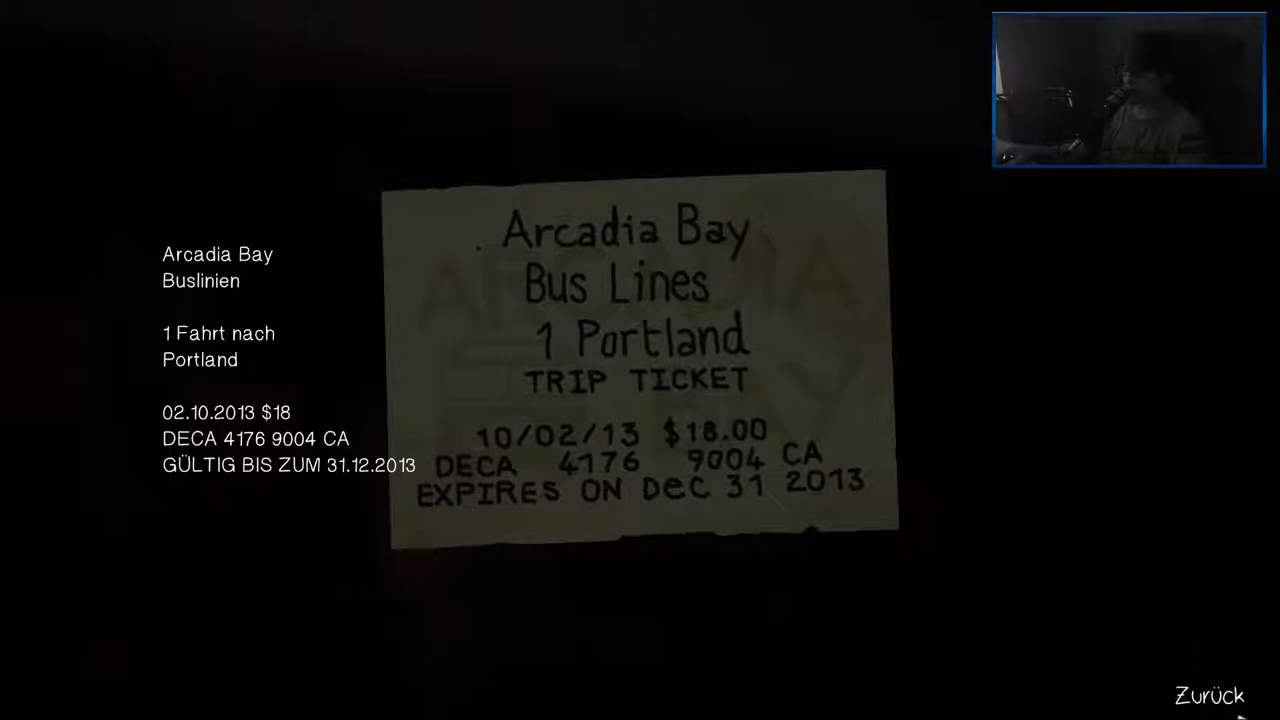 Arcadia Bay
Buslinien
1 Fahrt nach
Portland
02.10.2013 $18
DECA 4176 9004 CA
GÜLTIG BIS ZUM 31.12.2013
Arcadia Bay
Bus Lines
1 Portland
TRIP TICKET
10/02/13 $18.00
DECA 4176 9004 CA
EXPIRES ON DEC 31 2013
ARCADIA
BAY
Zurück